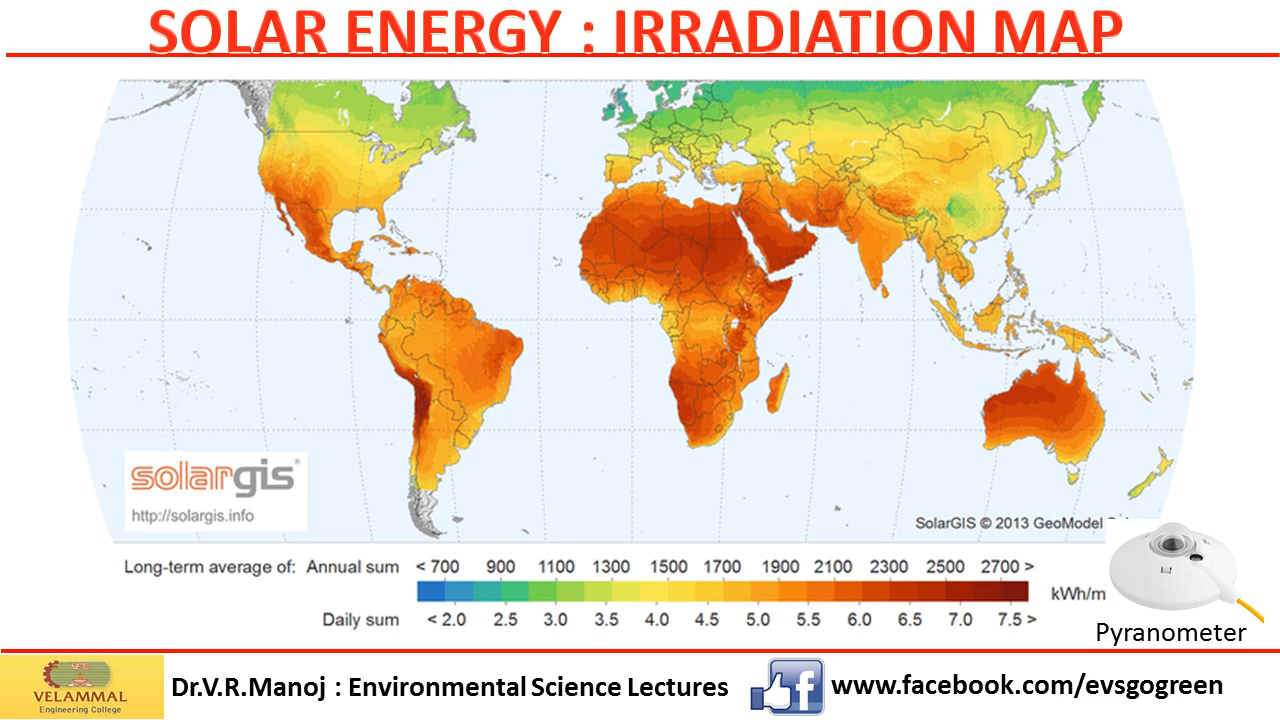 SOLAR ENERGY : IRRADIATION MAP
solargis®
http://solargis.info
SolarGIS © 2013 GeoModel
Long-term average of: Annual sum < 700 900 1100 1300 1500 1700 1900 2100 2300 2500 2700 >
kWh/m
Daily sum < 2.0 2.5 3.0 3.5 4.0 4.5 5.0 5.5 6.0 6.5 7.0 7.5 >
Pyranometer
VEC
VELAMMAL
Engineering College
Dr.V.R.Manoj : Environmental Science Lectures
www.facebook.com/evsgogreen